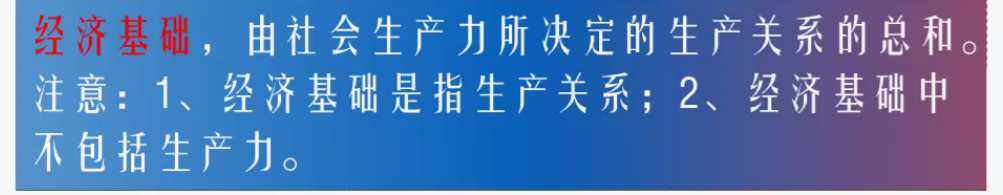 经济基础，由社会生产力所决定的生产关系的总和。
注意：1、经济基础是指生产关系；2、经济基础中
不包括生产力。